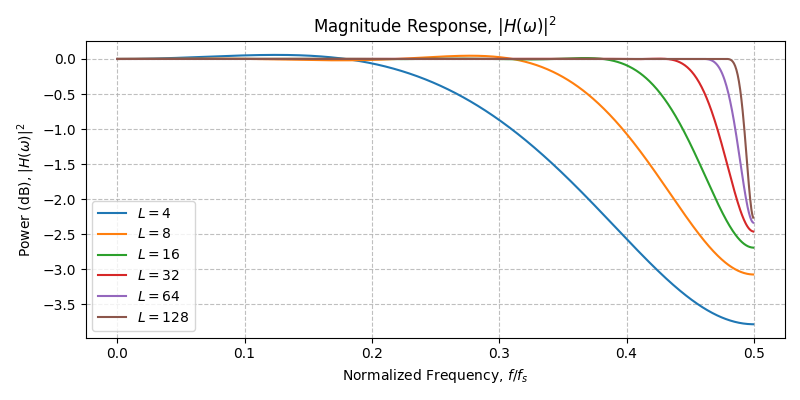 Magnitude Response, |H(ω)|²
Power (dB), |H(ω)|²
0.0
−0.5
−1.0
−1.5
−2.0
−2.5
−3.0
−3.5
L = 4
L = 8
L = 16
L = 32
L = 64
L = 128
0.0 0.1 0.2 0.3 0.4 0.5
Normalized Frequency, f/fₛ